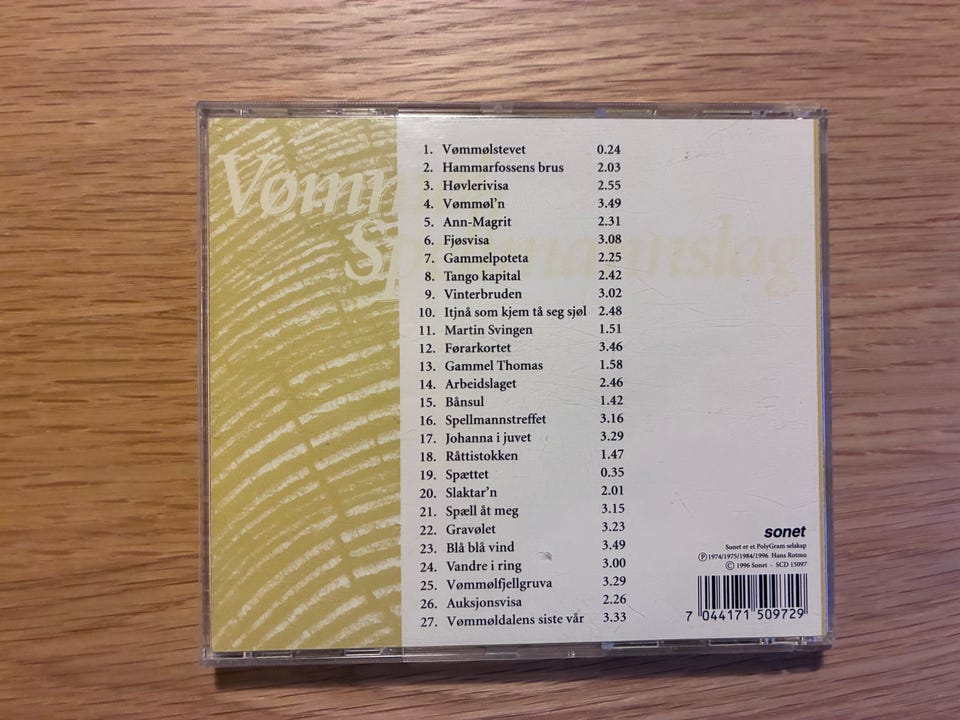 Vømmøl
Spellmannslag
1. Vømmølstevet 0.24
2. Hammarfossens brus 2.03
3. Høvlerivisa 2.55
4. Vømmøl'n 3.49
5. Ann-Magrit 2.31
6. Fjøsvisa 3.08
7. Gammelpoteta 2.25
8. Tango kapital 2.42
9. Vinterbruden 3.02
10. Itjnå som kjem tå seg sjøl 2.48
11. Martin Svingen 1.51
12. Førarkortet 3.46
13. Gammel Thomas 1.58
14. Arbeidslaget 2.46
15. Bånsul 1.42
16. Spellmannstreffet 3.16
17. Johanna i juvet 3.29
18. Råttistokken 1.47
19. Spættet 0.35
20. Slaktar'n 2.01
21. Spæll åt meg 3.15
22. Gravølet 3.23
23. Blå blå vind 3.49
24. Vandre i ring 3.00
25. Vømmølfjellgruva 3.29
26. Auksjonsvisa 2.26
27. Vømmøldalens siste vår 3.33
sonet
Sonet er et PolyGram selskap
Ⓟ 1974/1975/1984/1996 Hans Rotmo
© 1996 Sonet - SCD 15097
7 044171 509729